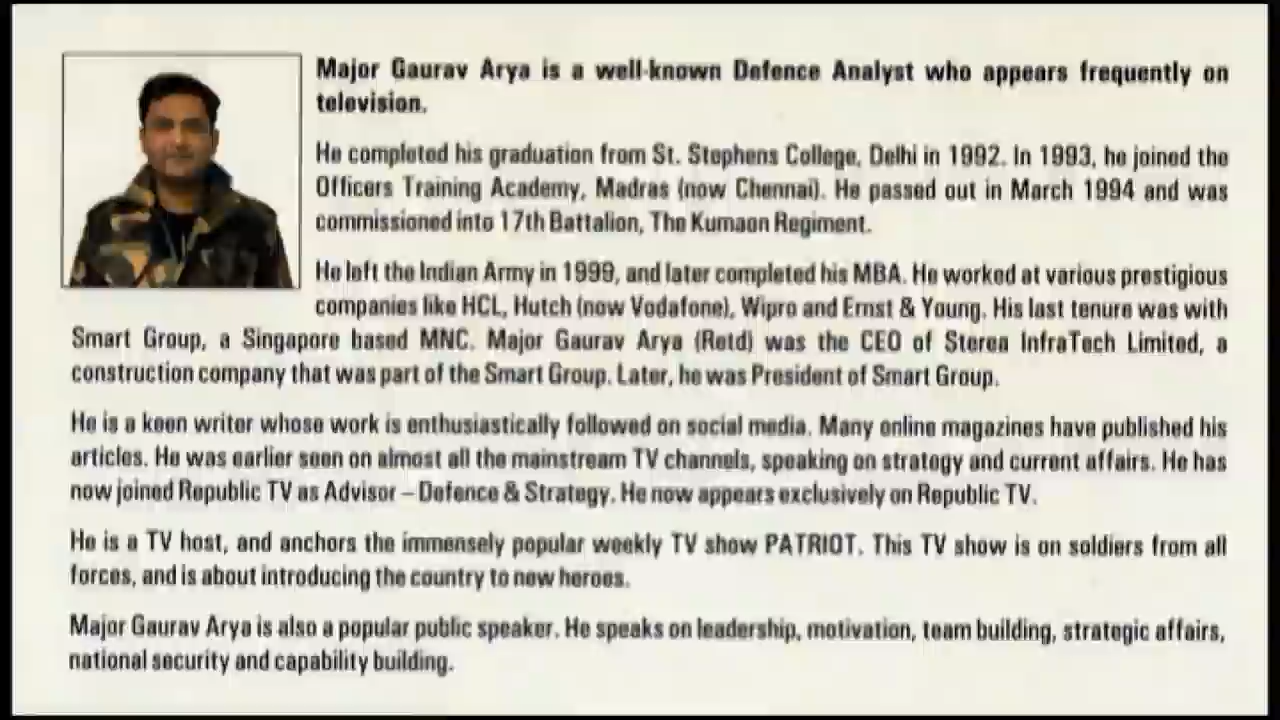 Major Gaurav Arya is a well-known Defence Analyst who appears frequently on
television.
He completed his graduation from St. Stephens College, Delhi in 1992. In 1993, he joined the
Officers Training Academy, Madras (now Chennai). He passed out in March 1994 and was
commissioned into 17th Battalion, The Kumaon Regiment.
He left the Indian Army in 1999, and later completed his MBA. He worked at various prestigious
companies like HCL, Hutch (now Vodafone), Wipro and Ernst & Young. His last tenure was with
Smart Group, a Singapore based MNC. Major Gaurav Arya (Retd) was the CEO of Sterea InfraTech Limited, a
construction company that was part of the Smart Group. Later, he was President of Smart Group.
He is a keen writer whose work is enthusiastically followed on social media. Many online magazines have published his
articles. He was earlier seen on almost all the mainstream TV channels, speaking on strategy and current affairs. He has
now joined Republic TV as Advisor – Defence & Strategy. He now appears exclusively on Republic TV.
He is a TV host, and anchors the immensely popular weekly TV show PATRIOT. This TV show is on soldiers from all
forces, and is about introducing the country to new heroes.
Major Gaurav Arya is also a popular public speaker. He speaks on leadership, motivation, team building, strategic affairs,
national security and capability building.